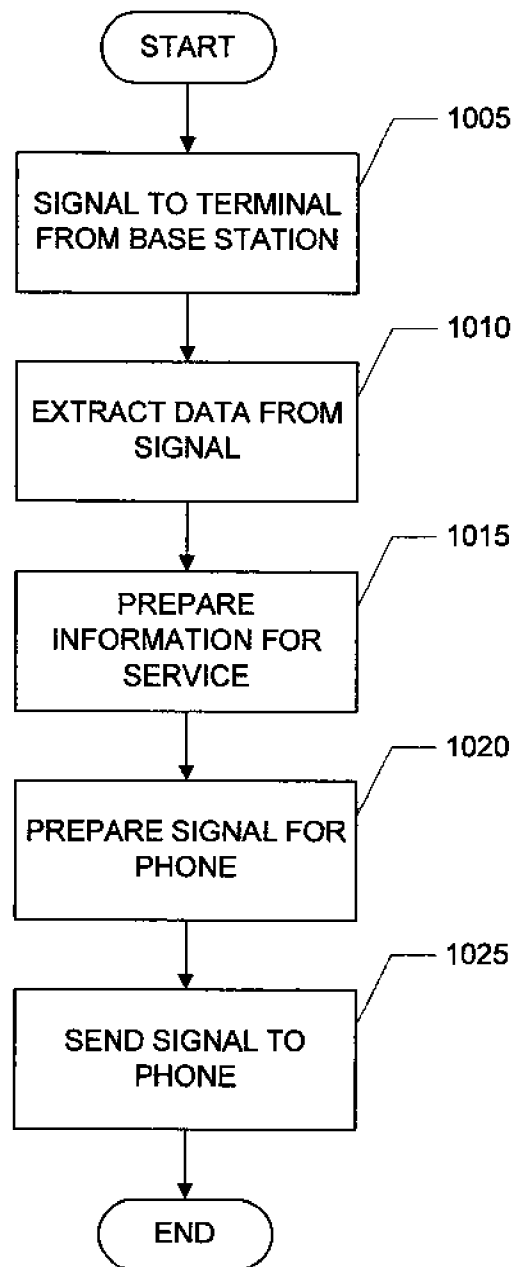 START
1005
SIGNAL TO TERMINAL
FROM BASE STATION
1010
EXTRACT DATA FROM
SIGNAL
1015
PREPARE
INFORMATION FOR
SERVICE
1020
PREPARE SIGNAL FOR
PHONE
1025
SEND SIGNAL TO
PHONE
END